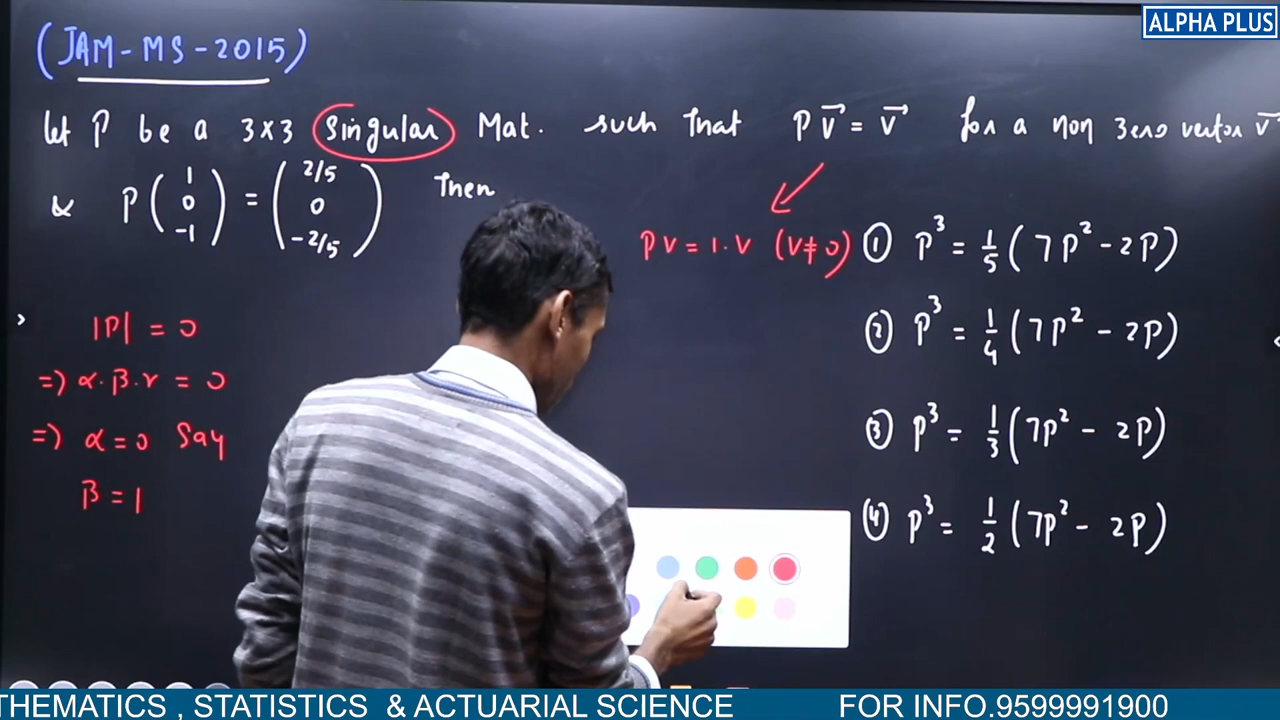 ALPHA PLUS
(JAM-MS-2015)
let P be a 3×3 Singular Mat. such that P v⃗ = v⃗ for a non zero vector v⃗
& P (1 0 -1) = (2/5 0 -2/5) Then
PV = 1·V (V≠0)
① P³ = 1/5 (7P² - 2P)
② P³ = 1/4 (7P² - 2P)
③ P³ = 1/3 (7P² - 2P)
④ P³ = 1/2 (7P² - 2P)
|P| = 0
=) α·β·γ = 0
=) α = 0 Say
β = 1
THEMATICS , STATISTICS & ACTUARIAL SCIENCE FOR INFO.9599991900